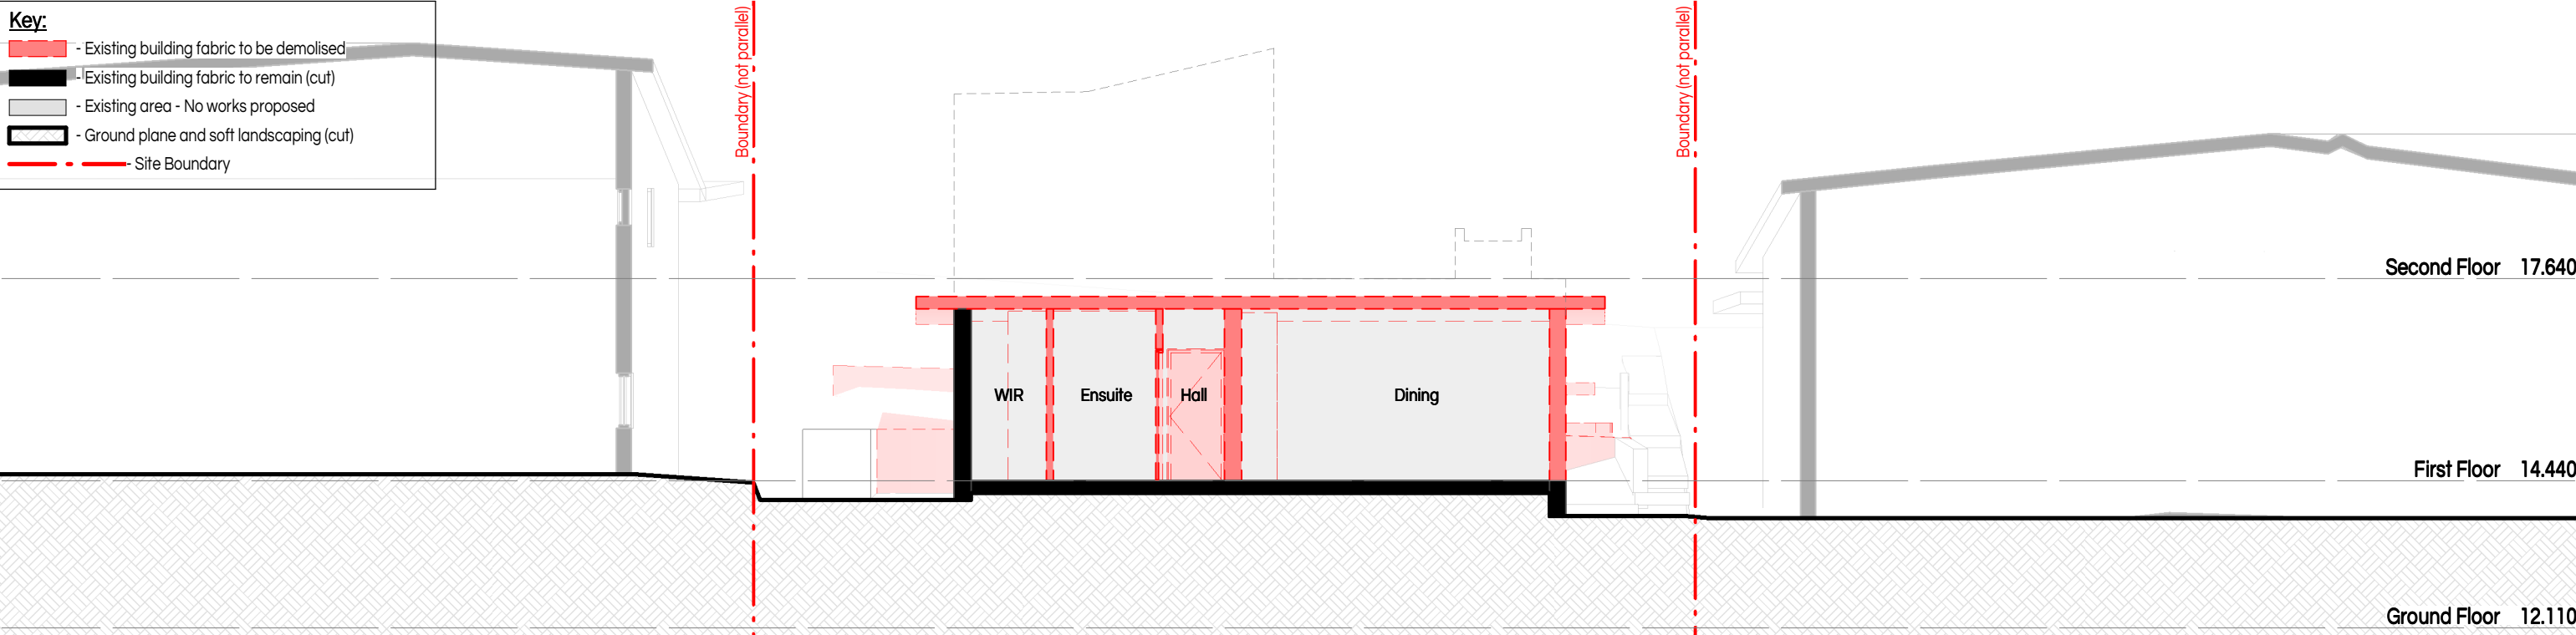 Key:
- Existing building fabric to be demolised
- Existing building fabric to remain (cut)
- Existing area - No works proposed
- Ground plane and soft landscaping (cut)
- Site Boundary
Boundary (not parallel)
Boundary (not parallel)
Second Floor 17.640
WIR
Ensuite
Hall
Dining
First Floor 14.440
Ground Floor 12.110